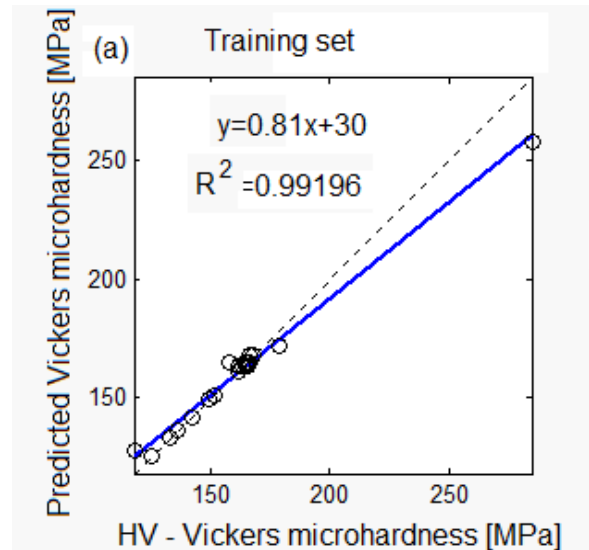 (a)
Training set
y=0.81x+30
R² =0.99196
Predicted Vickers microhardness [MPa]
250
200
150
150
200
250
HV - Vickers microhardness [MPa]